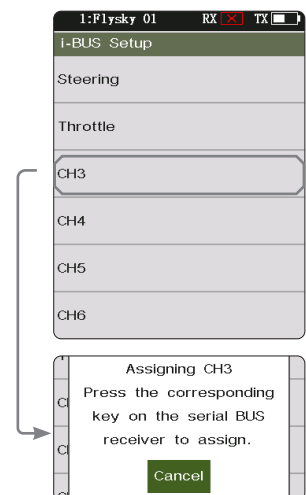 1:Flysky 01 RX TX
i-BUS Setup
Steering
Throttle
CH3
CH4
CH5
CH6
Assigning CH3
Press the corresponding
key on the serial BUS
receiver to assign.
Cancel